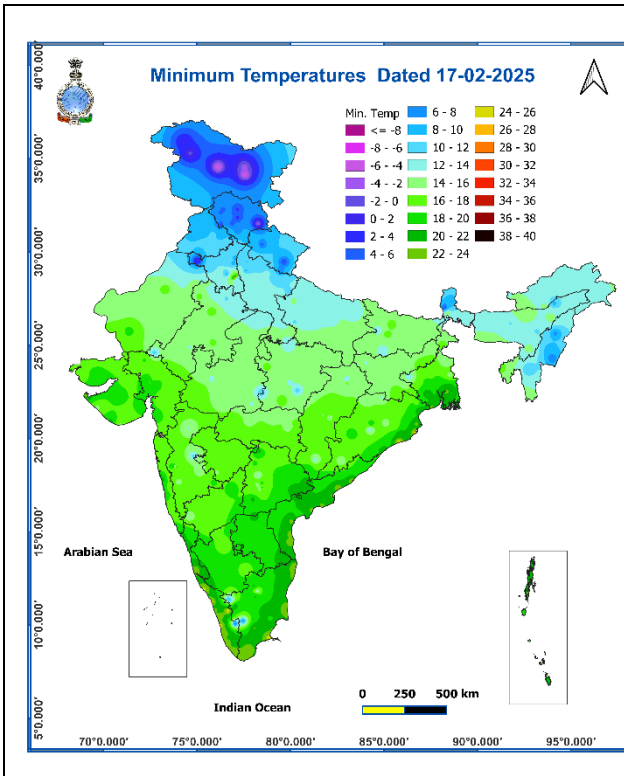 Minimum Temperatures Dated 17-02-2025
Min. Temp
<= -8
-8 - -6
-6 - -4
-4 - -2
-2 - 0
0 - 2
2 - 4
4 - 6
6 - 8
8 - 10
10 - 12
12 - 14
14 - 16
16 - 18
18 - 20
20 - 22
22 - 24
24 - 26
26 - 28
28 - 30
30 - 32
32 - 34
34 - 36
36 - 38
38 - 40
40°0.000'
35°0.000'
30°0.000'
25°0.000'
20°0.000'
15°0.000'
10°0.000'
5°0.000'
Arabian Sea
Bay of Bengal
Indian Ocean
0 250 500 km
70°0.000' 75°0.000' 80°0.000' 85°0.000' 90°0.000' 95°0.000'